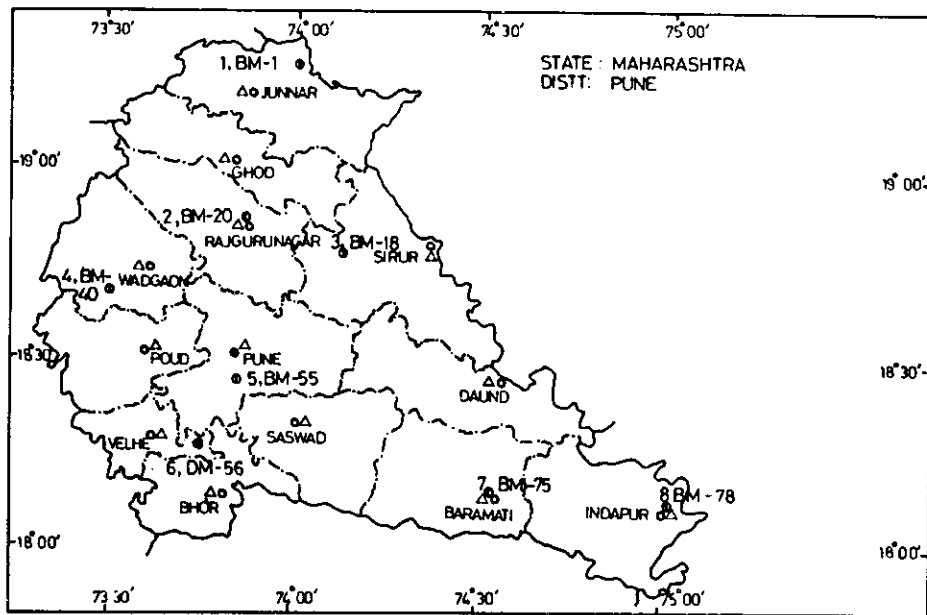 73°30' 74°00' 74°30' 75°00'
STATE: MAHARASHTRA
DISTT: PUNE
1, BM-1
JUNNAR
19°00'
GHOD
19°00'
2, BM-20
RAJGURUNAGAR
3, BM-18
SIRUR
WADGAON
4, BM-
40
18°30'
POUD
PUNE
18°30'
5, BM-55
DAUND
VELHE
SASWAD
6, DM-56
7 BM-75
8 BM-78
BHOR
BARAMATI
INDAPUR
18°00'
18°00'
73°30' 74°00' 74°30' 75°00'